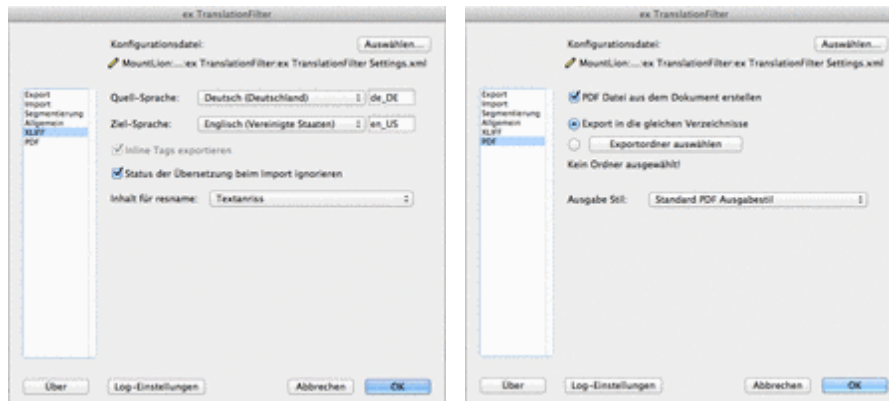 ex TranslationFilter
Konfigurationsdatei:
Auswählen...
MountLion:...:ex TranslationFilter:ex TranslationFilter Settings.xml
Export
Import
Segmentierung
Allgemein
XLIFF
PDF
Quell-Sprache:
Deutsch (Deutschland)
de_DE
Ziel-Sprache:
Englisch (Vereinigte Staaten)
en_US
Inline Tags exportieren
Status der Übersetzung beim Import ignorieren
Inhalt für resname:
Textanriss
Über
Log-Einstellungen
Abbrechen
OK
ex TranslationFilter
Konfigurationsdatei:
Auswählen...
MountLion:...:ex TranslationFilter:ex TranslationFilter Settings.xml
Export
Import
Segmentierung
Allgemein
XLIFF
PDF
PDF Datei aus dem Dokument erstellen
Export in die gleichen Verzeichnisse
Exportordner auswählen
Kein Ordner ausgewählt!
Ausgabe Stil:
Standard PDF Ausgabestil
Über
Log-Einstellungen
Abbrechen
OK